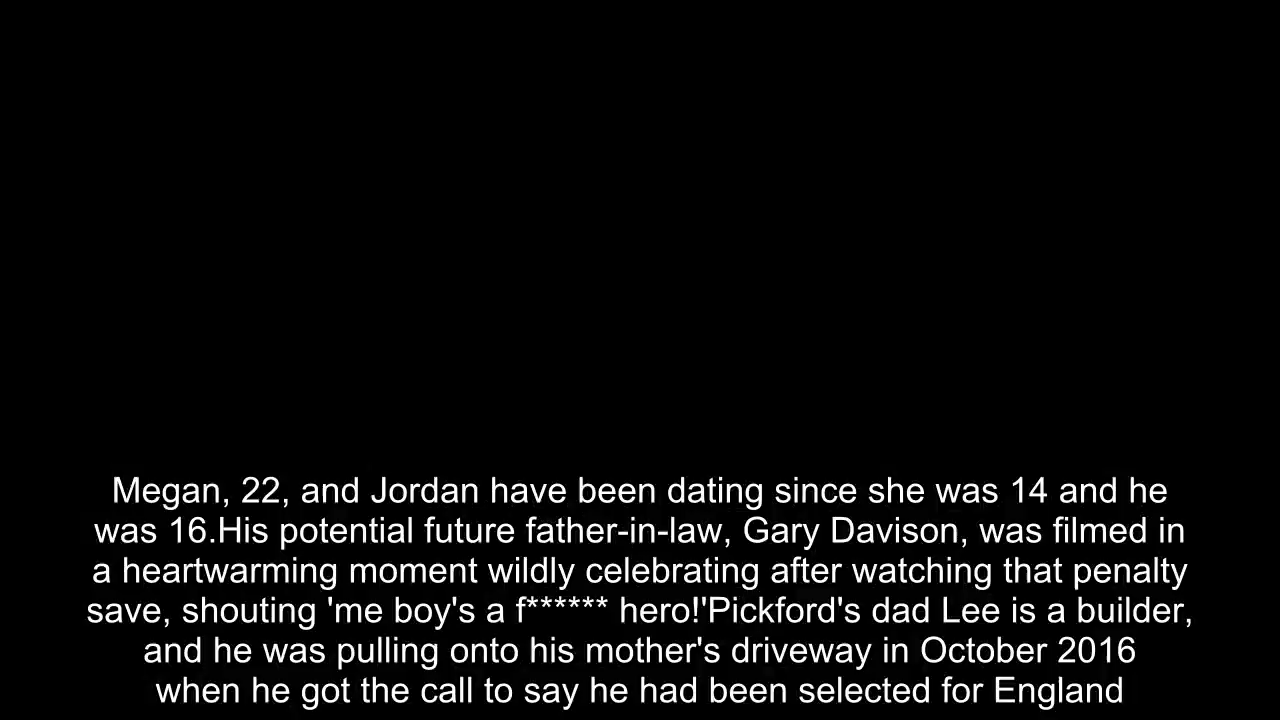 Megan, 22, and Jordan have been dating since she was 14 and he
was 16.His potential future father-in-law, Gary Davison, was filmed in
a heartwarming moment wildly celebrating after watching that penalty
save, shouting 'me boy's a f****** hero!'Pickford's dad Lee is a builder,
and he was pulling onto his mother's driveway in October 2016
when he got the call to say he had been selected for England